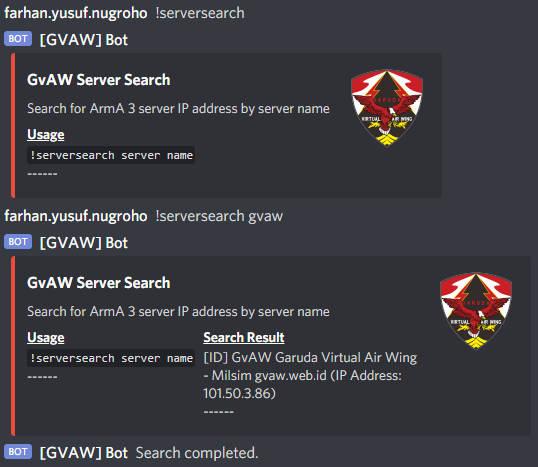 farhan.yusuf.nugroho !serversearch
BOT [GVAW] Bot
GvAW Server Search
Search for ArmA 3 server IP address by server name
GARUDA
VIRTUAL AIR WING
Usage
!serversearch server name
------
farhan.yusuf.nugroho !serversearch gvaw
BOT [GVAW] Bot
GvAW Server Search
Search for ArmA 3 server IP address by server name
GARUDA
VIRTUAL AIR WING
Usage
!serversearch server name
------
Search Result
[ID] GvAW Garuda Virtual Air Wing
- Milsim gvaw.web.id (IP Address:
101.50.3.86)
------
BOT [GVAW] Bot Search completed.